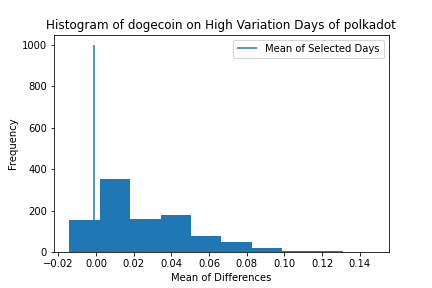 Histogram of dogecoin on High Variation Days of polkadot
Mean of Selected Days
Frequency
1000
800
600
400
200
0
−0.02 0.00 0.02 0.04 0.06 0.08 0.10 0.12 0.14
Mean of Differences